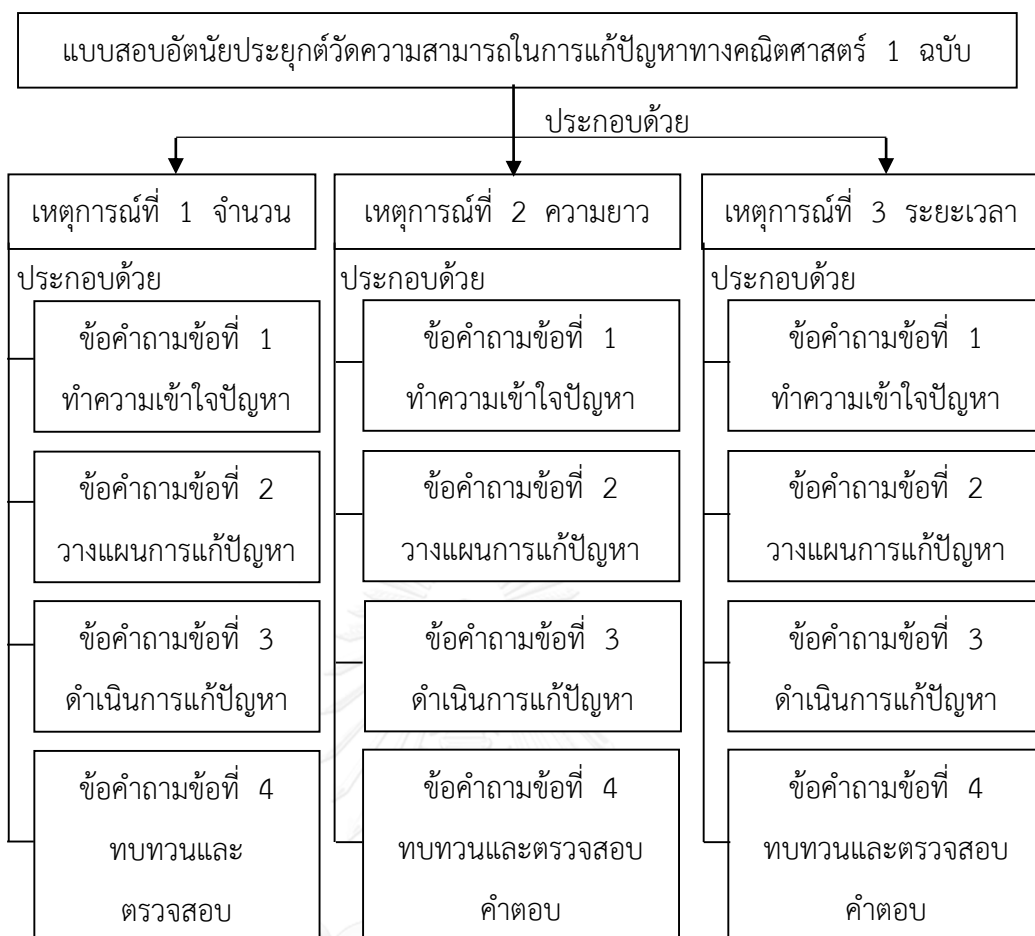 แบบสอบอัตนัยประยุกต์วัดความสามารถในการแก้ปัญหาทางคณิตศาสตร์ 1 ฉบับ
ประกอบด้วย
เหตุการณ์ที่ 1 จำนวน
ประกอบด้วย
ข้อคำถามข้อที่ 1
ทำความเข้าใจปัญหา
ข้อคำถามข้อที่ 2
วางแผนการแก้ปัญหา
ข้อคำถามข้อที่ 3
ดำเนินการแก้ปัญหา
ข้อคำถามข้อที่ 4
ทบทวนและ
ตรวจสอบ
เหตุการณ์ที่ 2 ความยาว
ประกอบด้วย
ข้อคำถามข้อที่ 1
ทำความเข้าใจปัญหา
ข้อคำถามข้อที่ 2
วางแผนการแก้ปัญหา
ข้อคำถามข้อที่ 3
ดำเนินการแก้ปัญหา
ข้อคำถามข้อที่ 4
ทบทวนและตรวจสอบ
คำตอบ
เหตุการณ์ที่ 3 ระยะเวลา
ประกอบด้วย
ข้อคำถามข้อที่ 1
ทำความเข้าใจปัญหา
ข้อคำถามข้อที่ 2
วางแผนการแก้ปัญหา
ข้อคำถามข้อที่ 3
ดำเนินการแก้ปัญหา
ข้อคำถามข้อที่ 4
ทบทวนและตรวจสอบ
คำตอบ